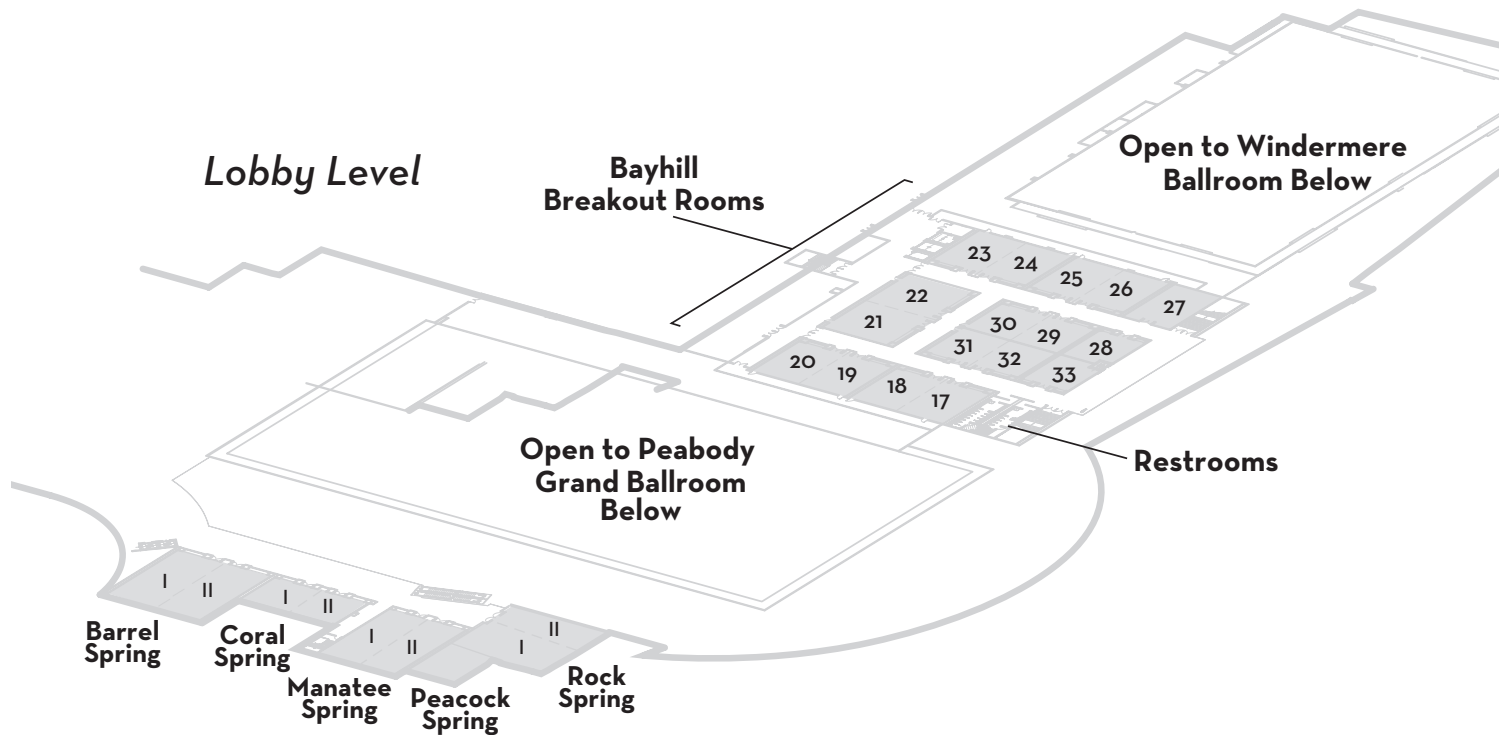 Lobby Level
Bayhill
Breakout Rooms
Open to Windermere
Ballroom Below
23
24
25
26
27
22
21
30
29
28
31
32
33
20
19
18
17
Open to Peabody
Grand Ballroom
Below
Restrooms
I
II
I
II
I
II
II
I
Barrel
Spring
Coral
Spring
Manatee
Spring
Peacock
Spring
Rock
Spring